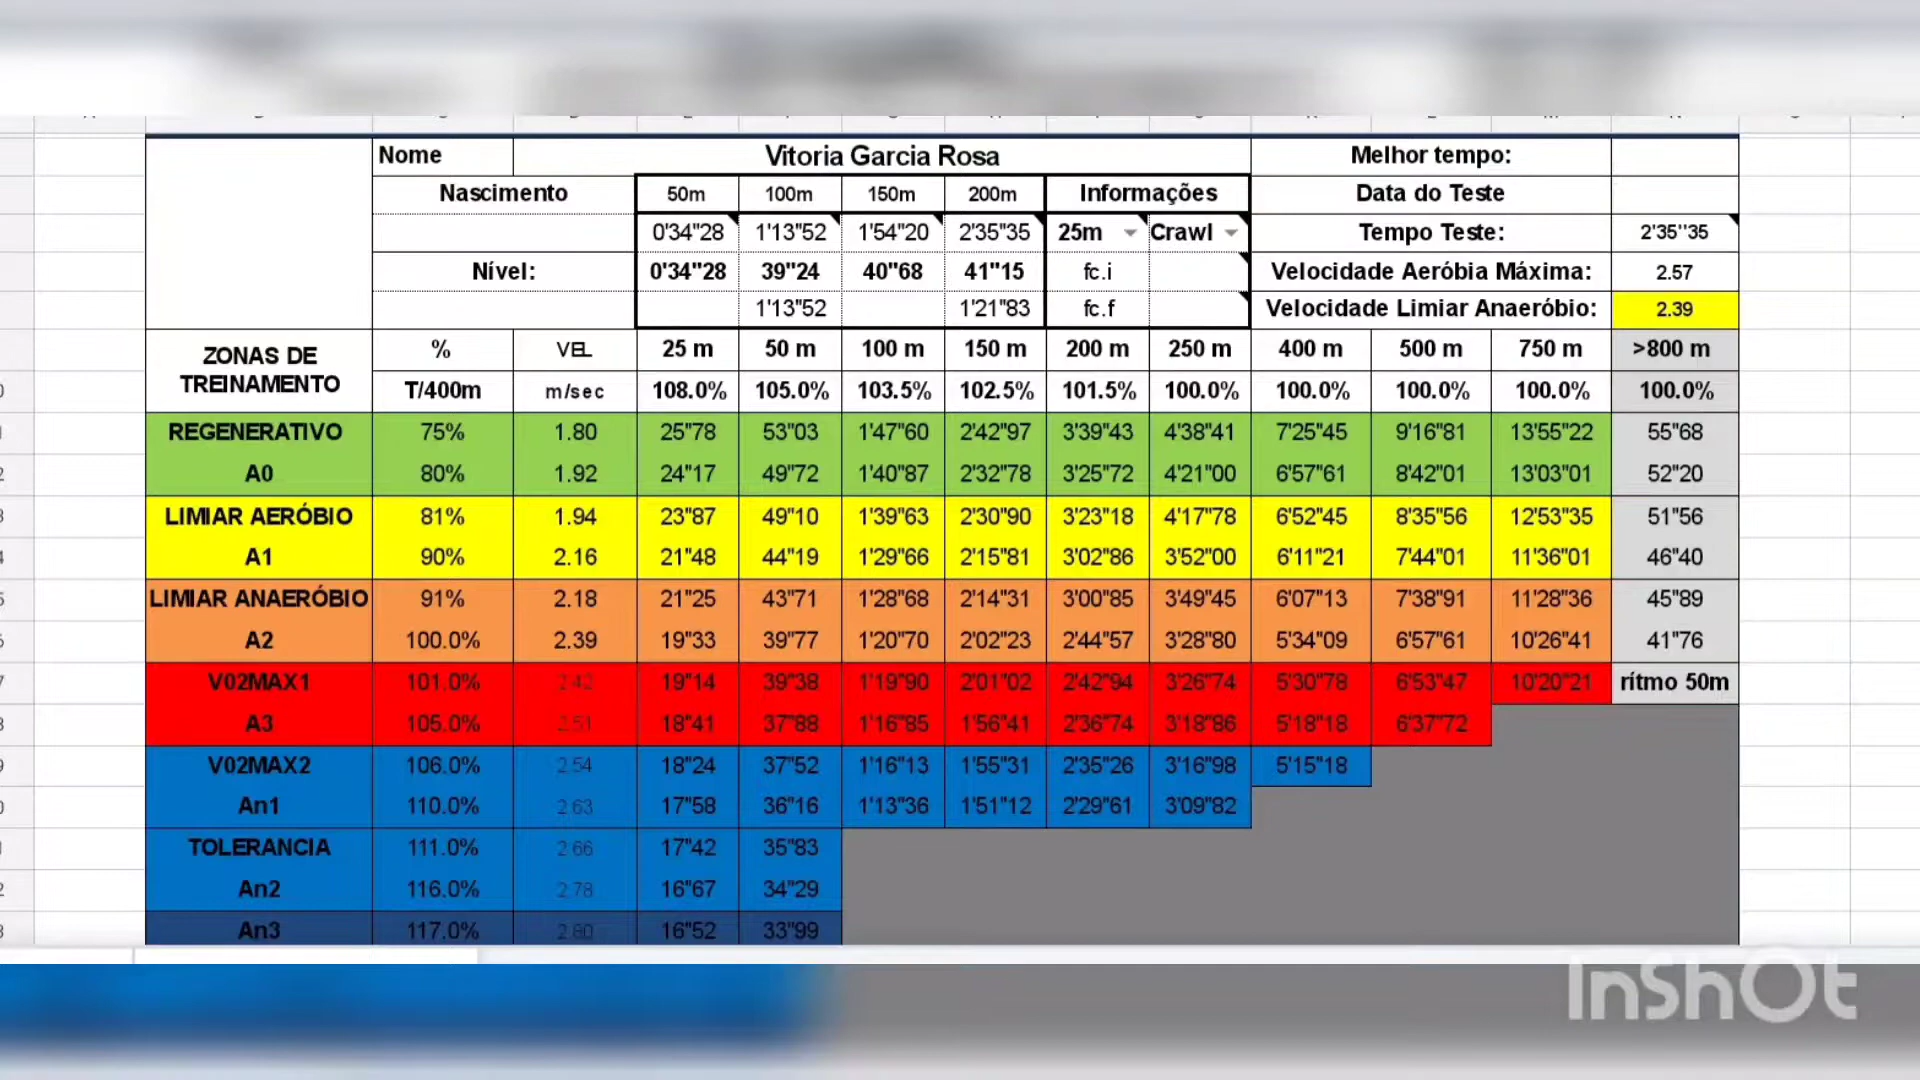 Nome Vitoria Garcia Rosa Melhor tempo:
Nascimento 50m 100m 150m 200m Informações Data do Teste
0'34"28 1'13"52 1'54"20 2'35"35 25m Crawl Tempo Teste: 2'35"35
Nível: 0'34"28 39"24 40"68 41"15 fc.i Velocidade Aeróbia Máxima: 2.57
1'13"52 1'21"83 fc.f Velocidade Limiar Anaeróbio: 2.39
ZONAS DE TREINAMENTO % VEL 25 m 50 m 100 m 150 m 200 m 250 m 400 m 500 m 750 m >800 m
T/400m m/sec 108.0% 105.0% 103.5% 102.5% 101.5% 100.0% 100.0% 100.0% 100.0% 100.0%
REGENERATIVO 75% 1.80 25"78 53"03 1'47"60 2'42"97 3'39"43 4'38"41 7'25"45 9'16"81 13'55"22 55"68
A0 80% 1.92 24"17 49"72 1'40"87 2'32"78 3'25"72 4'21"00 6'57"61 8'42"01 13'03"01 52"20
LIMIAR AERÓBIO 81% 1.94 23"87 49"10 1'39"63 2'30"90 3'23"18 4'17"78 6'52"45 8'35"56 12'53"35 51"56
A1 90% 2.16 21"48 44"19 1'29"66 2'15"81 3'02"86 3'52"00 6'11"21 7'44"01 11'36"01 46"40
LIMIAR ANAERÓBIO 91% 2.18 21"25 43"71 1'28"68 2'14"31 3'00"85 3'49"45 6'07"13 7'38"91 11'28"36 45"89
A2 100.0% 2.39 19"33 39"77 1'20"70 2'02"23 2'44"57 3'28"80 5'34"09 6'57"61 10'26"41 41"76
V02MAX1 101.0% 2.42 19"14 39"38 1'19"90 2'01"02 2'42"94 3'26"74 5'30"78 6'53"47 10'20"21 rítmo 50m
A3 105.0% 2.51 18"41 37"88 1'16"85 1'56"41 2'36"74 3'18"86 5'18"18 6'37"72
V02MAX2 106.0% 2.54 18"24 37"52 1'16"13 1'55"31 2'35"26 3'16"98 5'15"18
An1 110.0% 2.63 17"58 36"16 1'13"36 1'51"12 2'29"61 3'09"82
TOLERANCIA 111.0% 2.66 17"42 35"83
An2 116.0% 2.78 16"67 34"29
An3 117.0% 2.80 16"52 33"99
InShOt